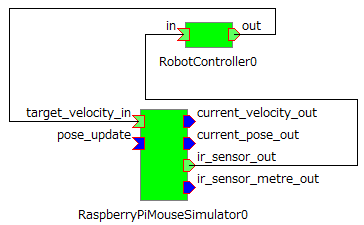 in out
RobotController0
target_velocity_in current_velocity_out
pose_update current_pose_out
ir_sensor_out
ir_sensor_metre_out
RaspberryPiMouseSimulator0